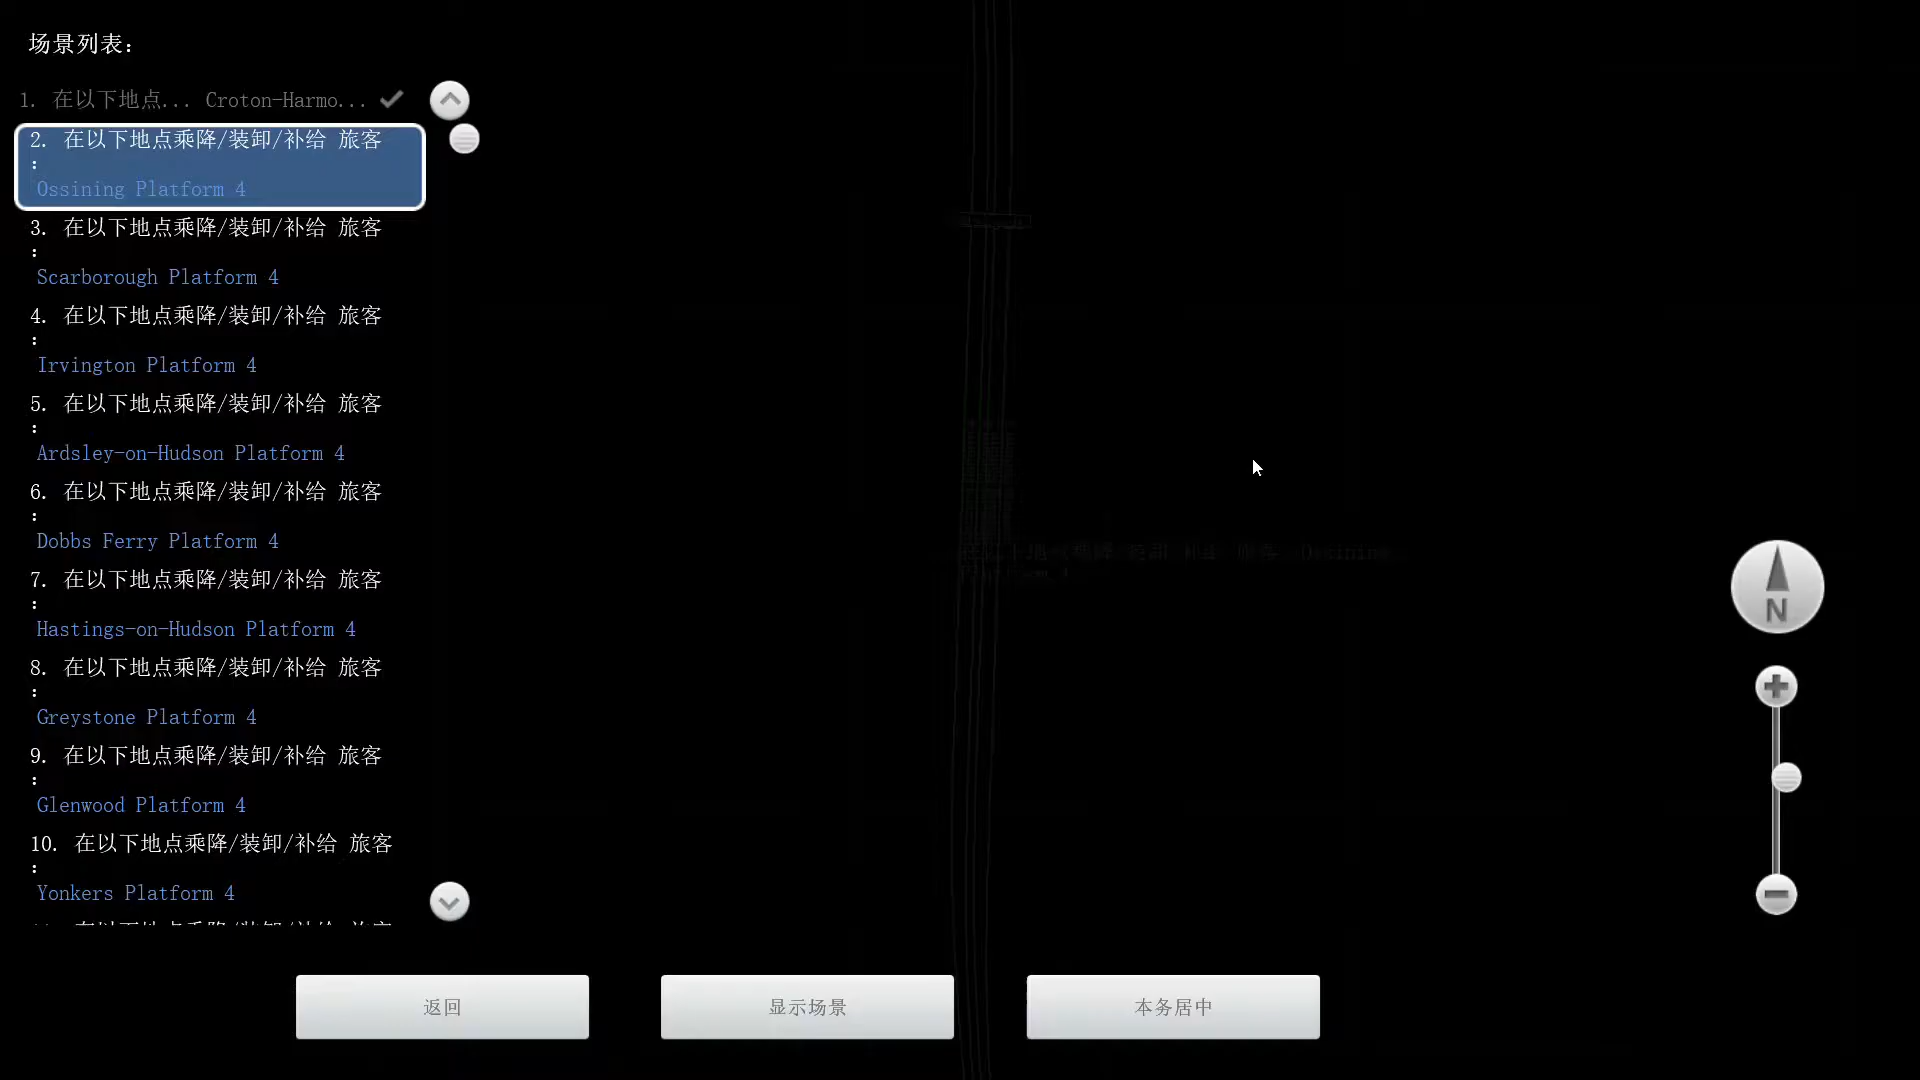 场景列表：
1. 在以下地点... Croton-Harmo...
2. 在以下地点乘降/装卸/补给 旅客
:
Ossining Platform 4
3. 在以下地点乘降/装卸/补给 旅客
:
Scarborough Platform 4
4. 在以下地点乘降/装卸/补给 旅客
:
Irvington Platform 4
5. 在以下地点乘降/装卸/补给 旅客
:
Ardsley-on-Hudson Platform 4
6. 在以下地点乘降/装卸/补给 旅客
:
Dobbs Ferry Platform 4
7. 在以下地点乘降/装卸/补给 旅客
:
Hastings-on-Hudson Platform 4
8. 在以下地点乘降/装卸/补给 旅客
:
Greystone Platform 4
9. 在以下地点乘降/装卸/补给 旅客
:
Glenwood Platform 4
10. 在以下地点乘降/装卸/补给 旅客
:
Yonkers Platform 4
N
返回
显示场景
本务居中